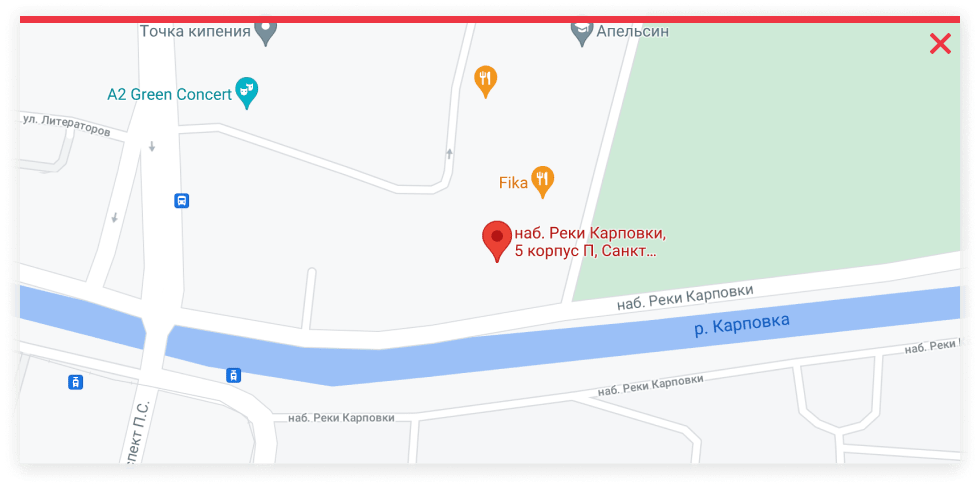 Точка кипения
Апельсин
A2 Green Concert
ул. Литераторов
Fika
наб. Реки Карповки,
5 корпус П, Санкт...
наб. Реки Карповки
р. Карповка
наб. Реки
наб. Реки Карповки
наб. Реки Карповки
спект П.С.